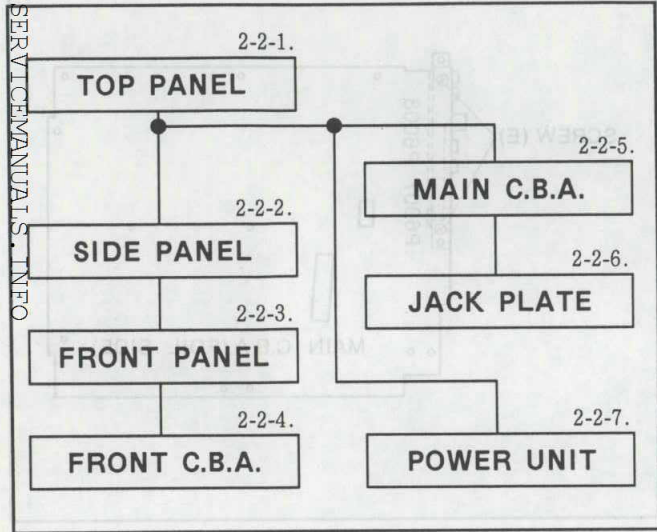 SERVICEMANUALS.INFO
2-2-1.
TOP PANEL
2-2-2.
SIDE PANEL
2-2-3.
FRONT PANEL
2-2-4.
FRONT C.B.A.
2-2-5.
MAIN C.B.A.
2-2-6.
JACK PLATE
2-2-7.
POWER UNIT
SCREW (E)